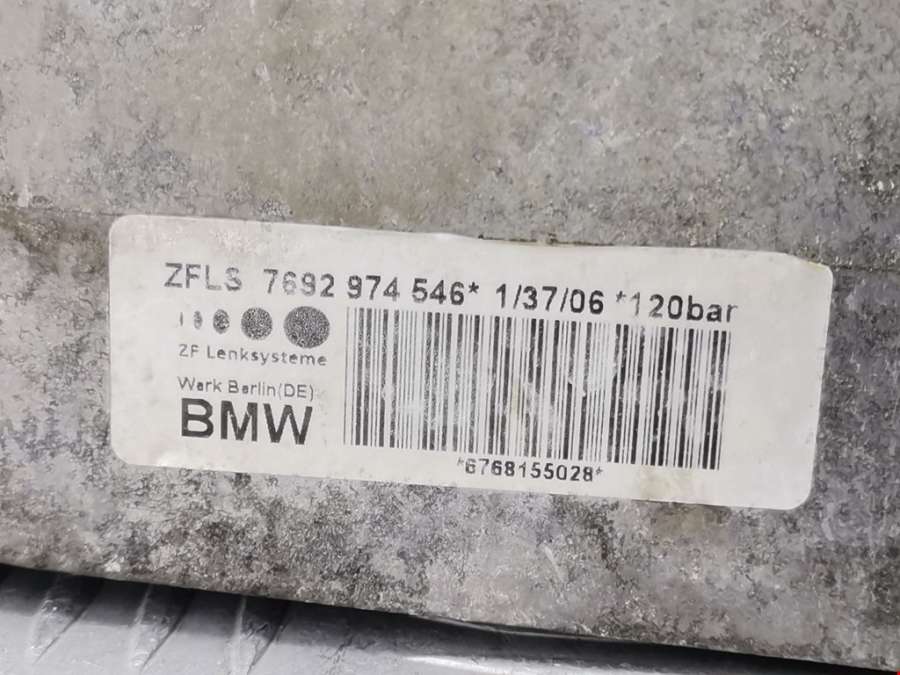 ZFLS 7692 974 546* 1/37/06 *120bar
ZF Lenksysteme
Werk Berlin(DE)
BMW
*6768155028*